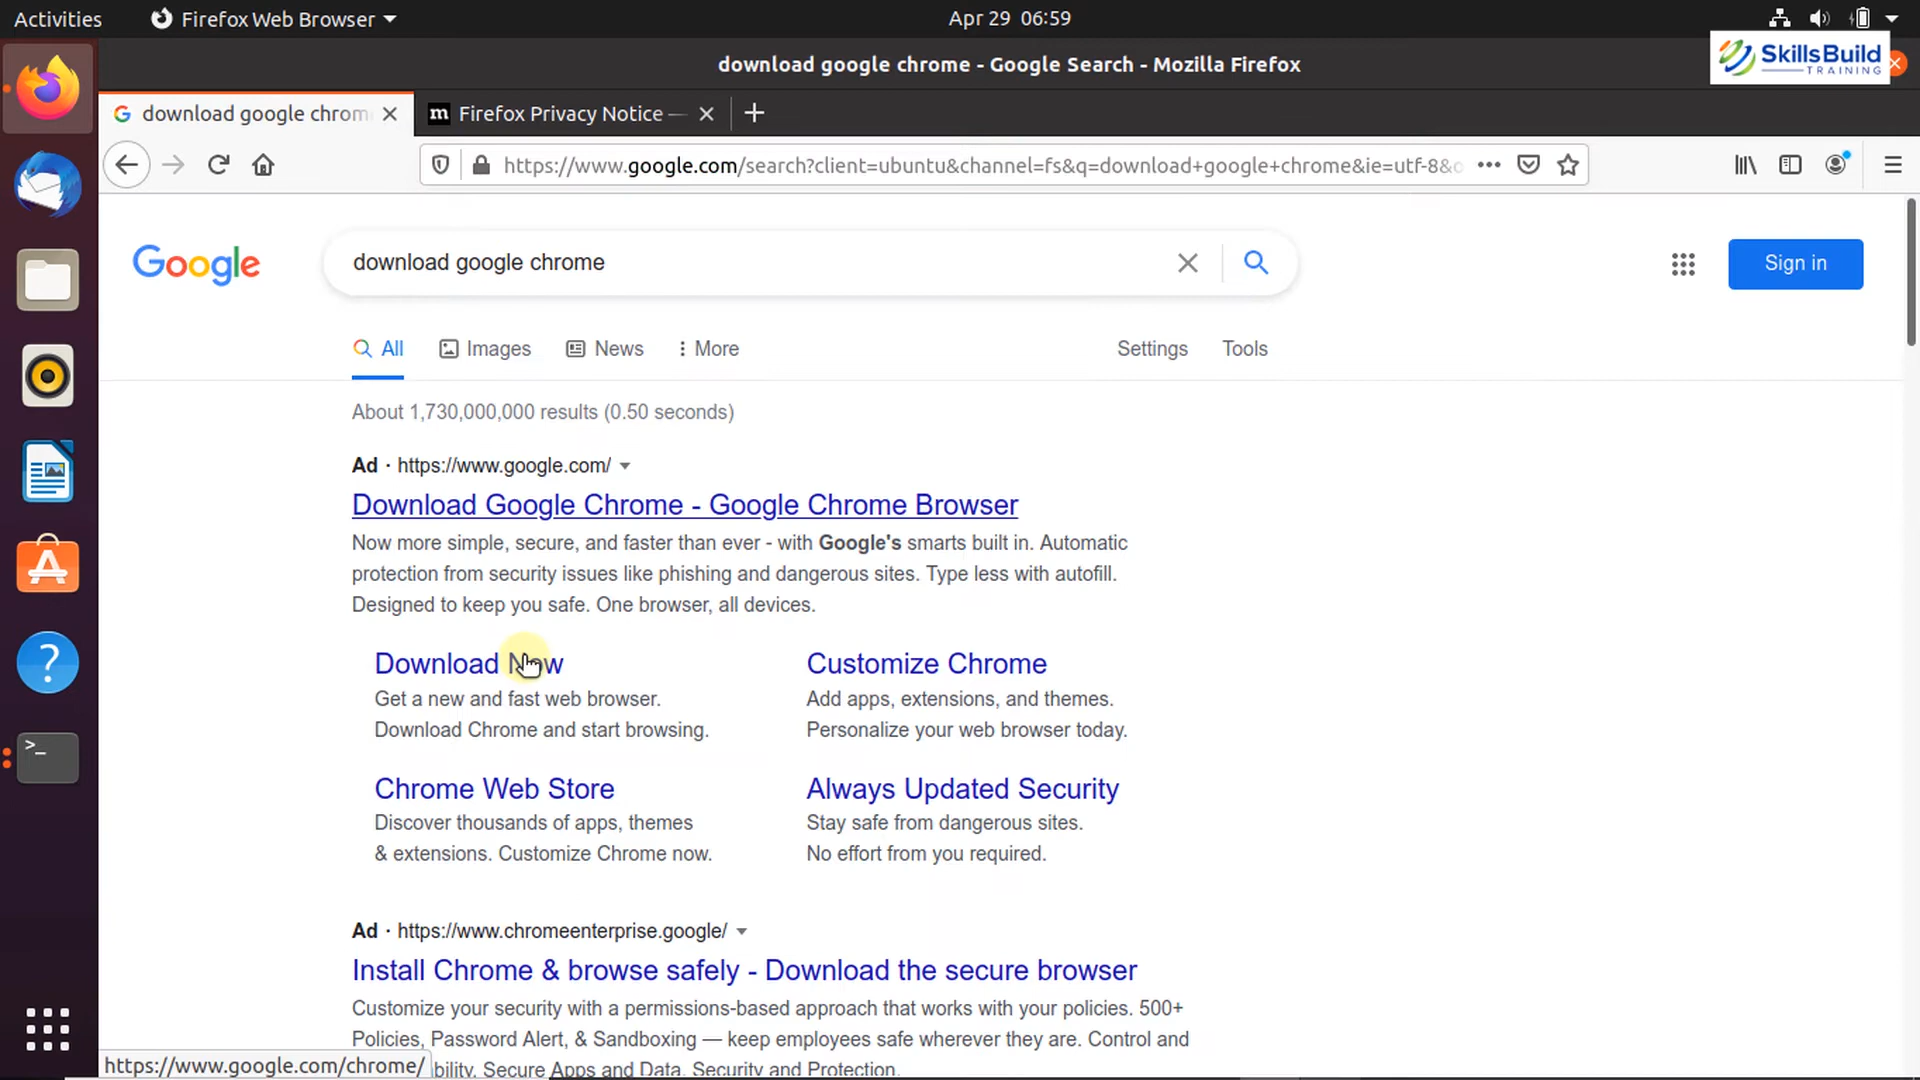 Activities
Firefox Web Browser
Apr 29 06:59
download google chrome - Google Search - Mozilla Firefox
SkillsBuild
TRAINING
download google chrom
Firefox Privacy Notice —
https://www.google.com/search?client=ubuntu&channel=fs&q=download+google+chrome&ie=utf-8&o
Google
download google chrome
Sign in
All
Images
News
More
Settings
Tools
About 1,730,000,000 results (0.50 seconds)
Ad · https://www.google.com/
Download Google Chrome - Google Chrome Browser
Now more simple, secure, and faster than ever - with Google's smarts built in. Automatic
protection from security issues like phishing and dangerous sites. Type less with autofill.
Designed to keep you safe. One browser, all devices.
Download Now
Get a new and fast web browser.
Download Chrome and start browsing.
Customize Chrome
Add apps, extensions, and themes.
Personalize your web browser today.
Chrome Web Store
Discover thousands of apps, themes
& extensions. Customize Chrome now.
Always Updated Security
Stay safe from dangerous sites.
No effort from you required.
Ad · https://www.chromeenterprise.google/
Install Chrome & browse safely - Download the secure browser
Customize your security with a permissions-based approach that works with your policies. 500+
Policies, Password Alert, & Sandboxing — keep employees safe wherever they are. Control and
bility. Secure Apps and Data. Security and Protection.
https://www.google.com/chrome/